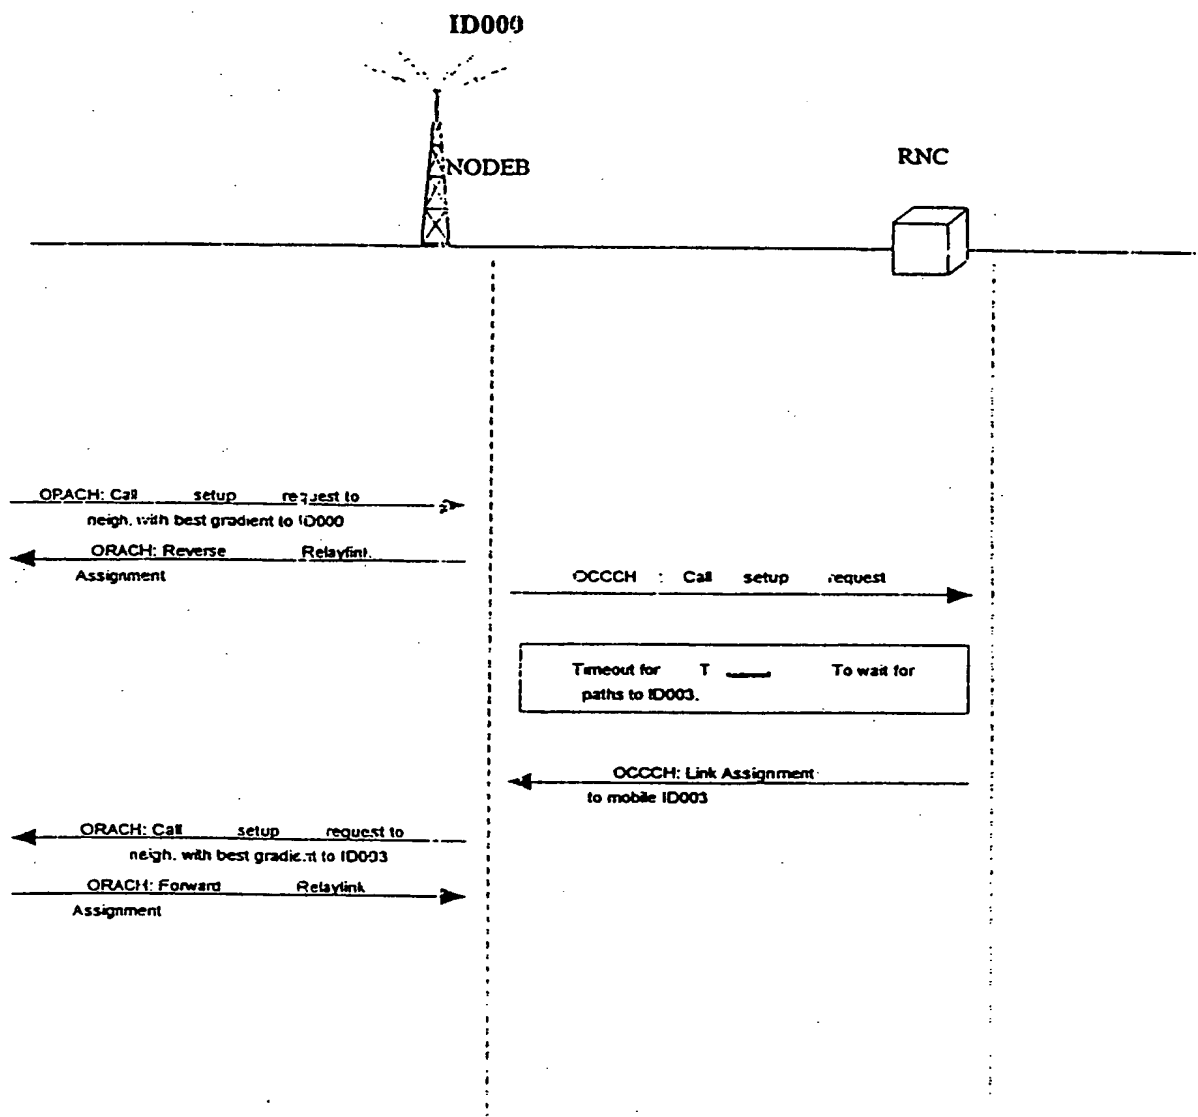 ID000
NODEB
RNC
ORACH: Call setup request to
neigh. with best gradient to ID000
ORACH: Reverse Relaylink
Assignment
OCCCH : Call setup request
Timeout for T To wait for
paths to ID003.
OCCCH: Link Assignment
to mobile ID003
ORACH: Call setup request to
neigh. with best gradient to ID003
ORACH: Forward Relaylink
Assignment